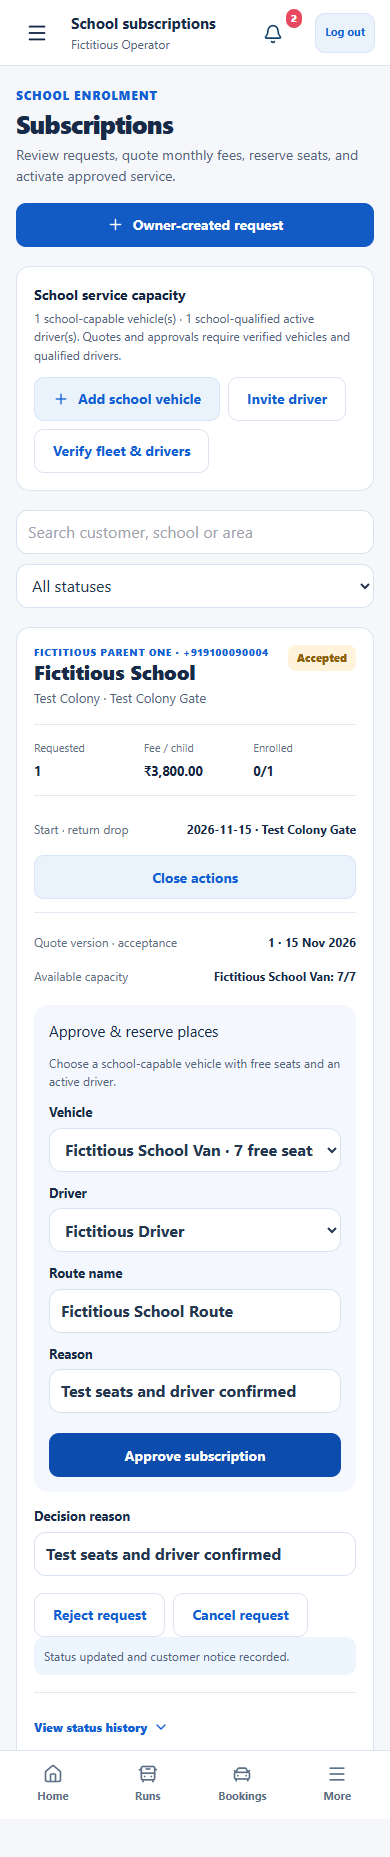 School subscriptions
Fictitious Operator
2
Log out
SCHOOL ENROLMENT
Subscriptions
Review requests, quote monthly fees, reserve seats, and
activate approved service.
Owner-created request
School service capacity
1 school-capable vehicle(s) · 1 school-qualified active
driver(s). Quotes and approvals require verified vehicles and
qualified drivers.
Add school vehicle
Invite driver
Verify fleet & drivers
Search customer, school or area
All statuses
FICTITIOUS PARENT ONE · +919100090004
Accepted
Fictitious School
Test Colony · Test Colony Gate
Requested Fee / child Enrolled
1 ₹3,800.00 0/1
Start · return drop 2026-11-15 · Test Colony Gate
Close actions
Quote version · acceptance 1 · 15 Nov 2026
Available capacity Fictitious School Van: 7/7
Approve & reserve places
Choose a school-capable vehicle with free seats and an
active driver.
Vehicle
Fictitious School Van · 7 free seat
Driver
Fictitious Driver
Route name
Fictitious School Route
Reason
Test seats and driver confirmed
Approve subscription
Decision reason
Test seats and driver confirmed
Reject request
Cancel request
Status updated and customer notice recorded.
View status history
Home Runs Bookings More